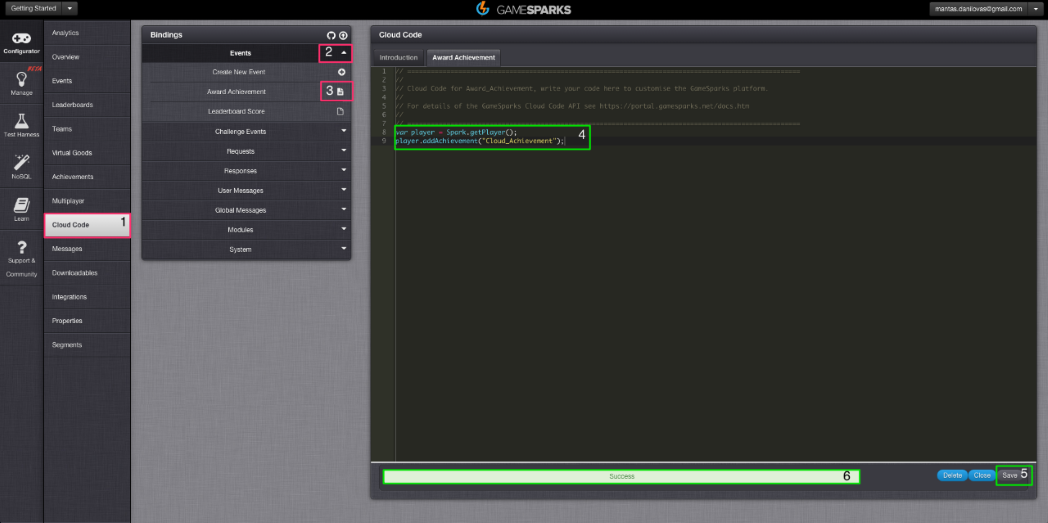 Getting Started
GAMESPARKS
mantas.danilovas@gmail.com
Configurator
BETA
Manage
Test Harness
NoSQL
Learn
Support &
Community
Analytics
Overview
Events
Leaderboards
Teams
Virtual Goods
Achievements
Multiplayer
Cloud Code 1
Messages
Downloadables
Integrations
Properties
Segments
Bindings
Events 2
Create New Event
Award Achievement 3
Leaderboard Score
Challenge Events
Requests
Responses
User Messages
Global Messages
Modules
System
Cloud Code
Introduction Award Achievement
1 // ====================================================================================================
2 //
3 // Cloud Code for Award_Achievement, write your code here to customise the GameSparks platform.
4 //
5 // For details of the GameSparks Cloud Code API see https://portal.gamesparks.net/docs.htm
6 //
7 // ====================================================================================================
8 var player = Spark.getPlayer(); 4
9 player.addAchievement("Cloud_Achievement");
Success 6
Delete Close Save 5